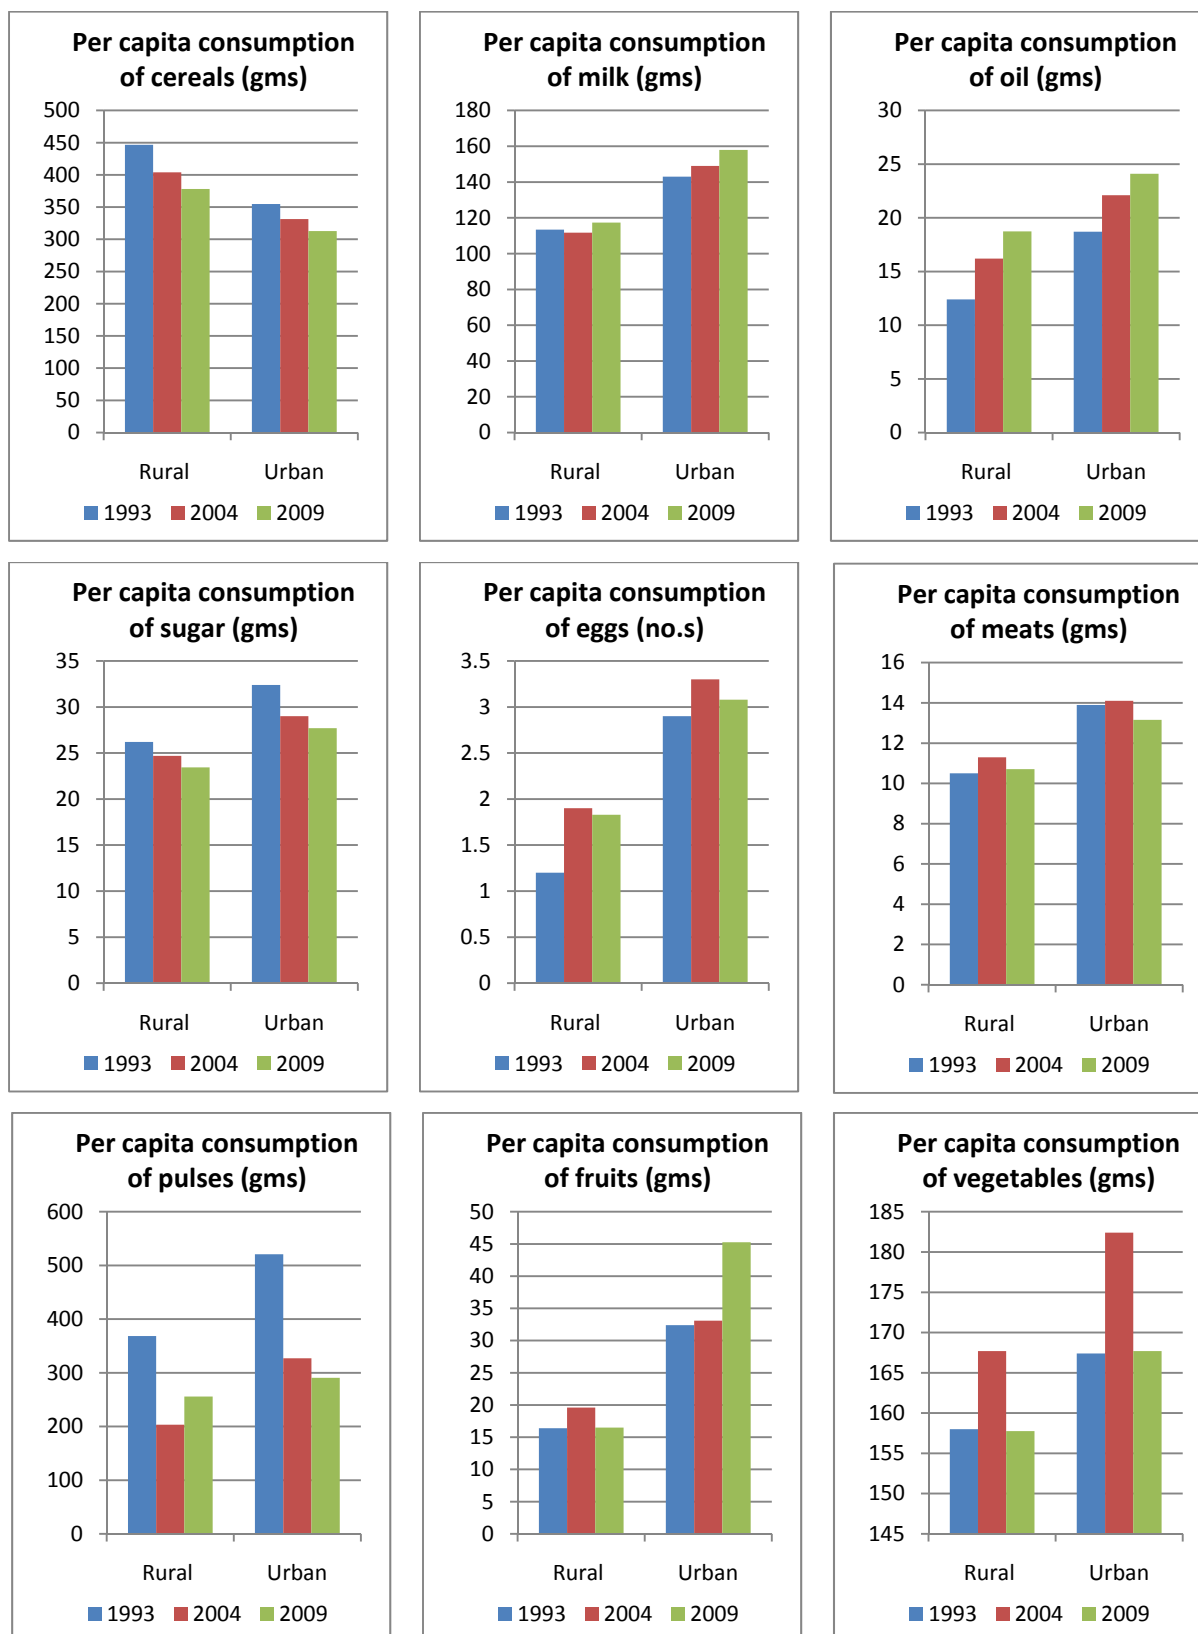 Per capita consumption
of cereals (gms)
500
450
400
350
300
250
200
150
100
50
0
Rural Urban
1993 2004 2009
Per capita consumption
of milk (gms)
180
160
140
120
100
80
60
40
20
0
Rural Urban
1993 2004 2009
Per capita consumption
of oil (gms)
30
25
20
15
10
5
0
Rural Urban
1993 2004 2009
Per capita consumption
of sugar (gms)
35
30
25
20
15
10
5
0
Rural Urban
1993 2004 2009
Per capita consumption
of eggs (no.s)
3.5
3
2.5
2
1.5
1
0.5
0
Rural Urban
1993 2004 2009
Per capita consumption
of meats (gms)
16
14
12
10
8
6
4
2
0
Rural Urban
1993 2004 2009
Per capita consumption
of pulses (gms)
600
500
400
300
200
100
0
Rural Urban
1993 2004 2009
Per capita consumption
of fruits (gms)
50
45
40
35
30
25
20
15
10
5
0
Rural Urban
1993 2004 2009
Per capita consumption
of vegetables (gms)
185
180
175
170
165
160
155
150
145
Rural Urban
1993 2004 2009